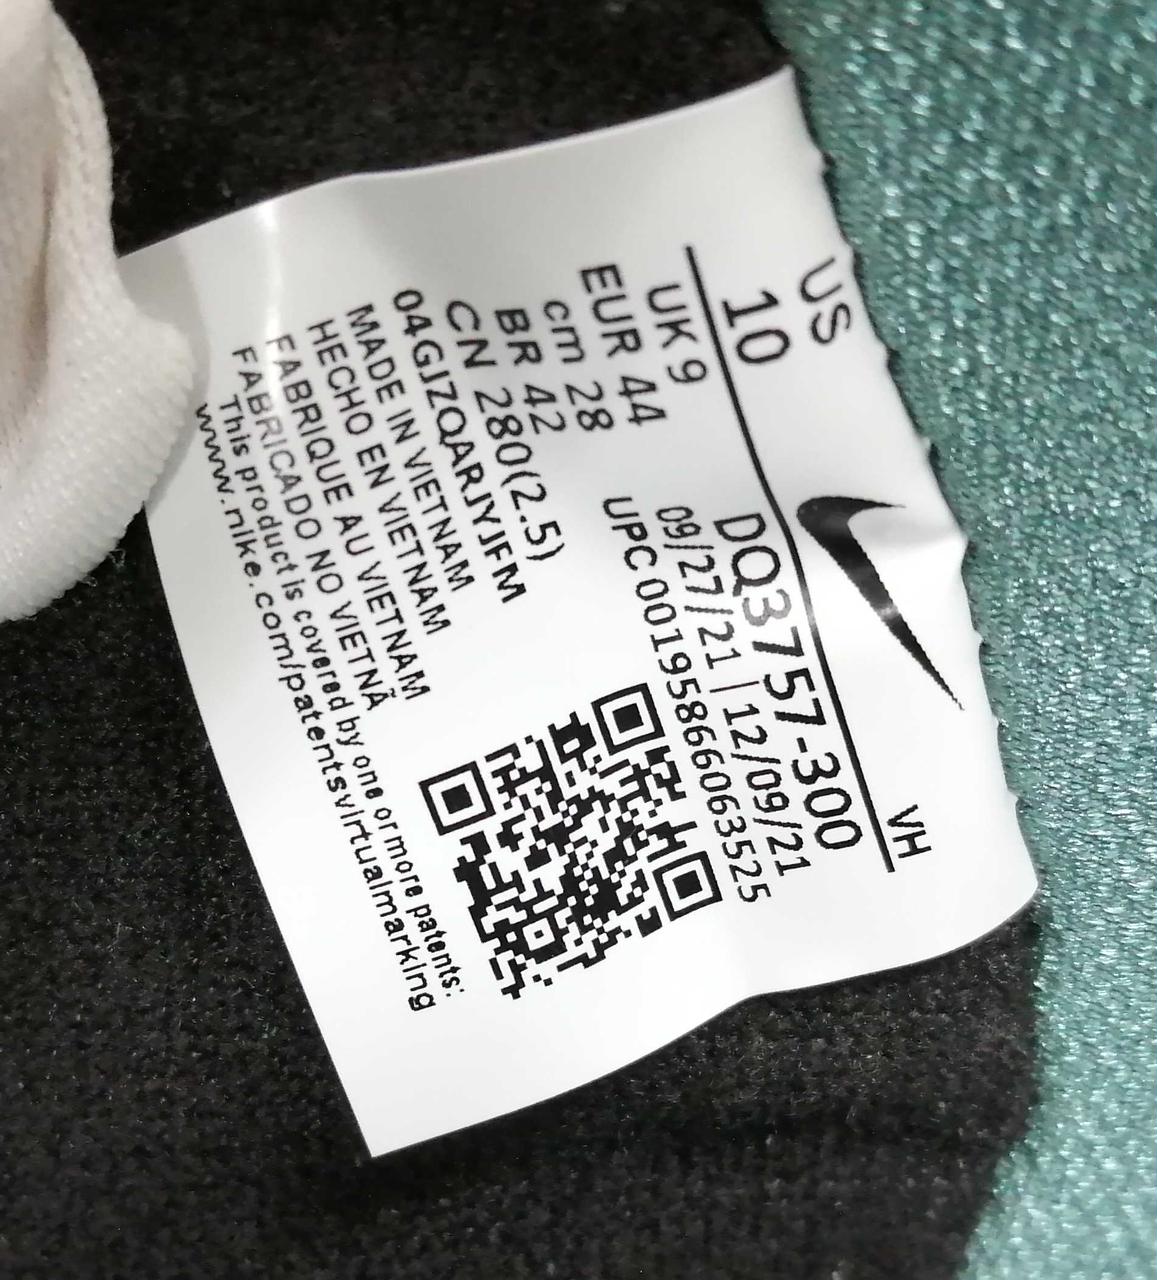 US
10
VH
UK 9
EUR 44
cm 28
BR 42
CN 280(2.5)
DQ3757-300
09/27/21 | 12/09/21
UPC 00195866063525
04GJZQARJYJFM
MADE IN VIETNAM
HECHO EN VIETNAM
FABRIQUE AU VIETNAM
FABRICADO NO VIETNÃ
This product is covered by one or more patents:
www.nike.com/patentsvirtualmarking